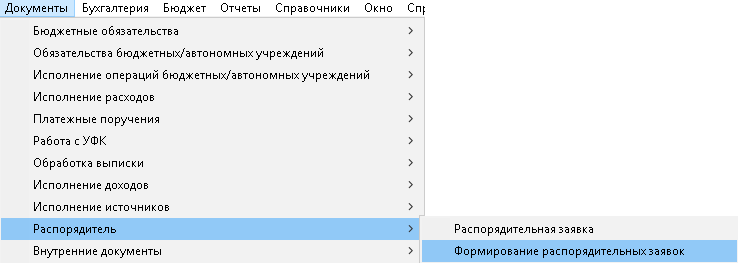 Документы Бухгалтерия Бюджет Отчеты Справочники Окно Спр
Бюджетные обязательства
Обязательства бюджетных/автономных учреждений
Исполнение операций бюджетных/автономных учреждений
Исполнение расходов
Платежные поручения
Работа с УФК
Обработка выписки
Исполнение доходов
Исполнение источников
Распорядитель
Распорядительная заявка
Внутренние документы
Формирование распорядительных заявок